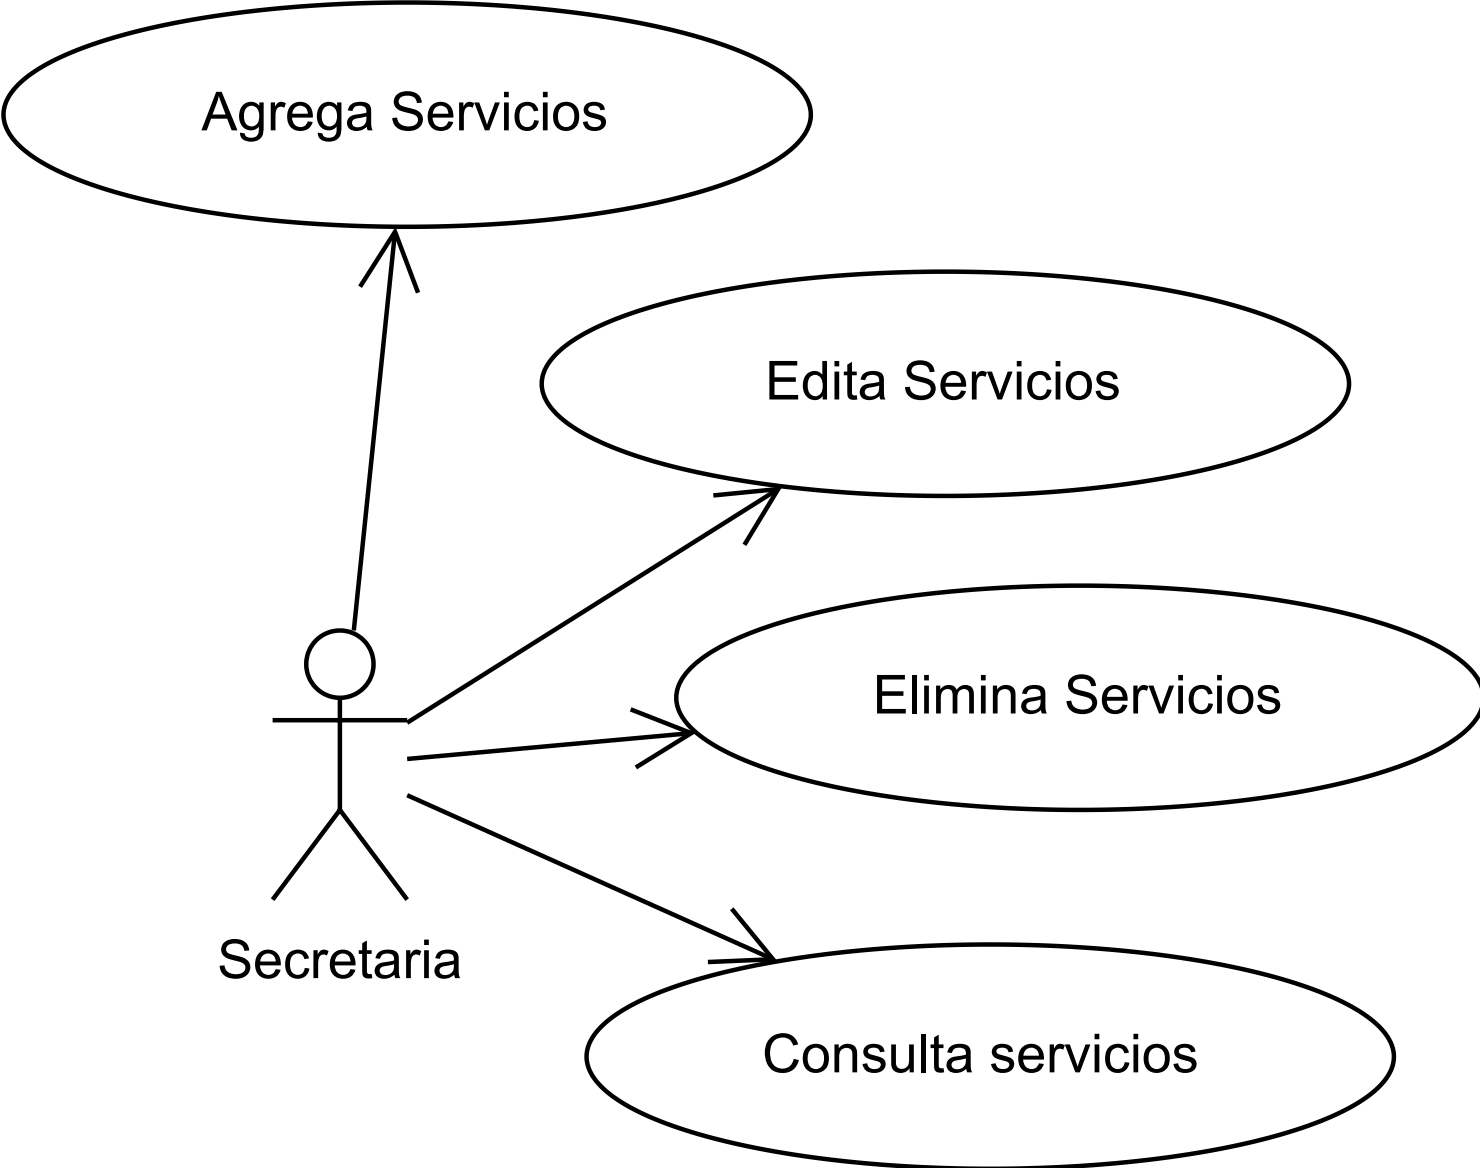 Agrega Servicios
Edita Servicios
Elimina Servicios
Secretaria
Consulta servicios